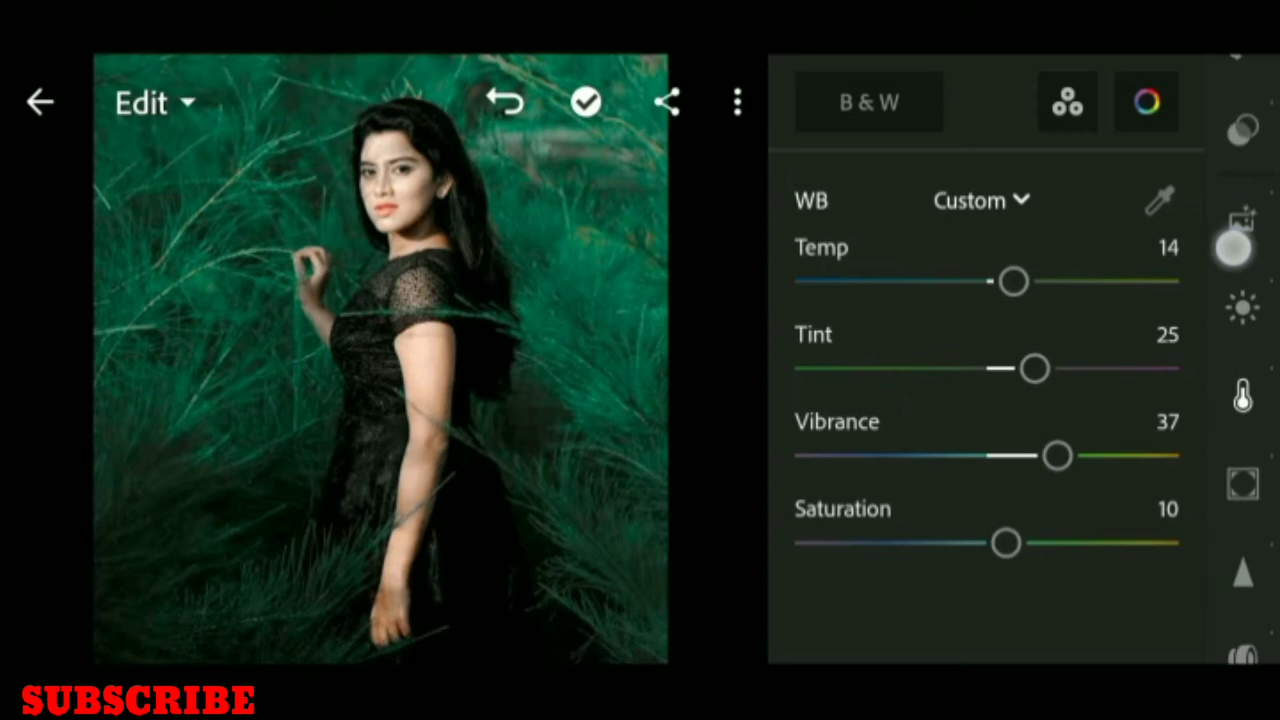 Edit
B & W
WB Custom
Temp 14
Tint 25
Vibrance 37
Saturation 10
SUBSCRIBE